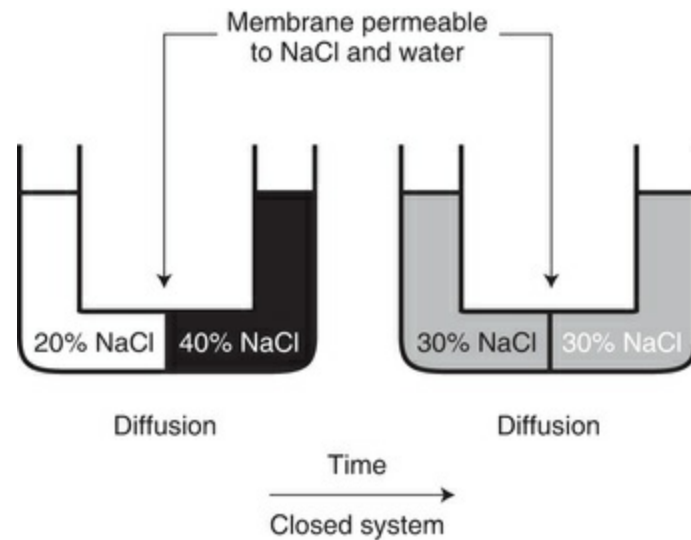 Membrane permeable
to NaCl and water
20% NaCl
40% NaCl
30% NaCl
30% NaCl
Diffusion
Diffusion
Time
Closed system